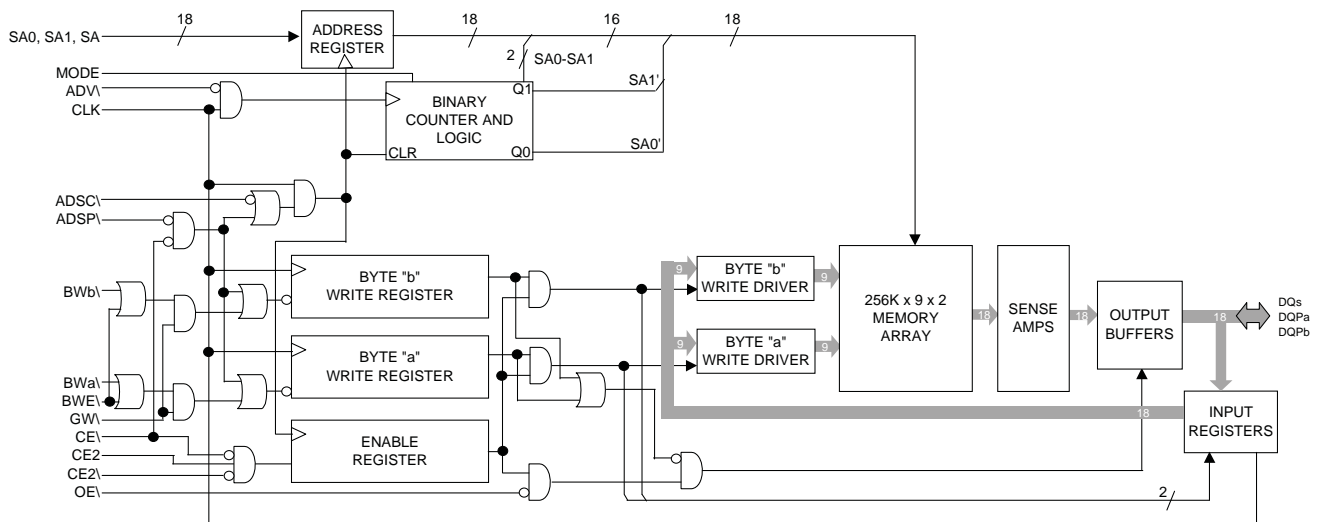 18
ADDRESS
REGISTER
18
16
18
SA0, SA1, SA
2
SA0-SA1
MODE
ADV\
CLK
Q1
BINARY
COUNTER AND
LOGIC
CLR
Q0
SA1'
SA0'
ADSC\
ADSP\
BYTE "b"
WRITE REGISTER
BWb\
9
BYTE "b"
WRITE DRIVER
9
256K x 9 x 2
MEMORY
ARRAY
18
SENSE
AMPS
18
OUTPUT
BUFFERS
18
DQs
DQPa
DQPb
BYTE "a"
WRITE REGISTER
9
BYTE "a"
WRITE DRIVER
9
BWa\
BWE\
GW\
CE\
CE2
CE2\
OE\
ENABLE
REGISTER
18
INPUT
REGISTERS
2